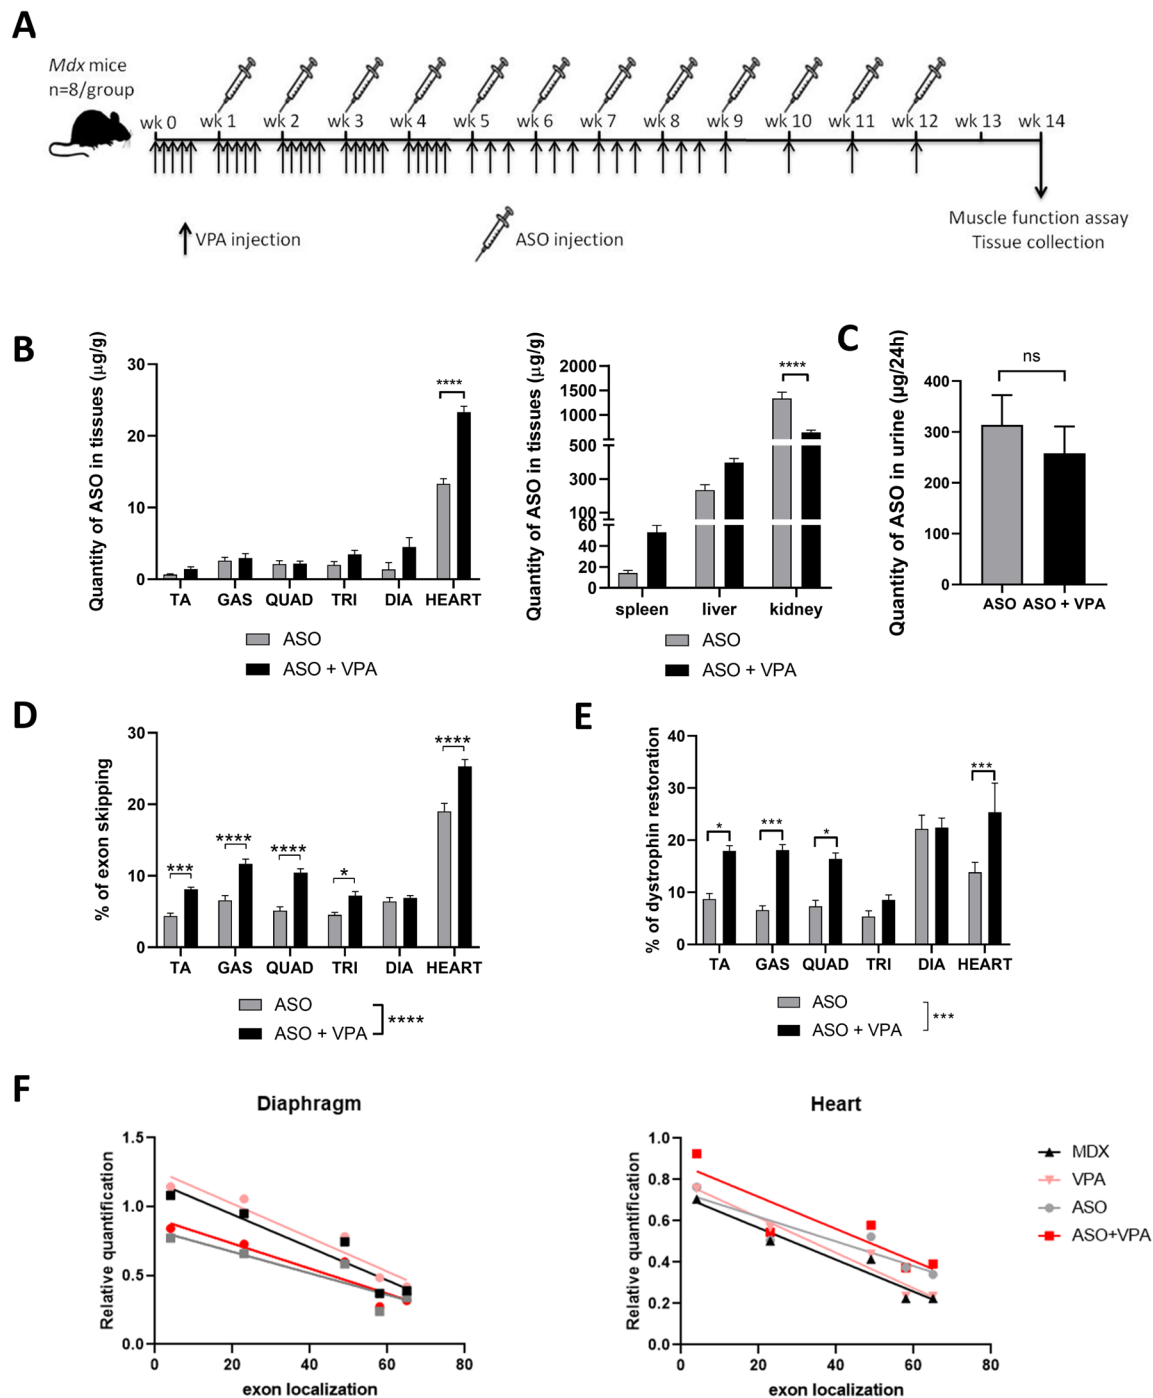 A
Mdx mice
n=8/group
wk 0 wk 1 wk 2 wk 3 wk 4 wk 5 wk 6 wk 7 wk 8 wk 9 wk 10 wk 11 wk 12 wk 13 wk 14
VPA injection
ASO injection
Muscle function assay
Tissue collection
B
Quantity of ASO in tissues (µg/g)
30
20
10
0
****
TA GAS QUAD TRI DIA HEART
ASO
ASO + VPA
Quantity of ASO in tissues (µg/g)
2000
1500
1000
500
300
100
60
40
20
0
****
spleen liver kidney
ASO
ASO + VPA
C
Quantity of ASO in urine (µg/24h)
400
300
200
100
0
ns
ASO ASO + VPA
D
% of exon skipping
30
20
10
0
*** **** **** * ****
TA GAS QUAD TRI DIA HEART
ASO
ASO + VPA
****
E
% of dystrophin restoration
40
30
20
10
0
* *** * ***
TA GAS QUAD TRI DIA HEART
ASO
ASO + VPA
***
F
Diaphragm
Relative quantification
1.5
1.0
0.5
0.0
0 20 40 60 80
exon localization
Heart
Relative quantification
1.0
0.8
0.6
0.4
0.2
0.0
0 20 40 60 80
exon localization
MDX
VPA
ASO
ASO+VPA